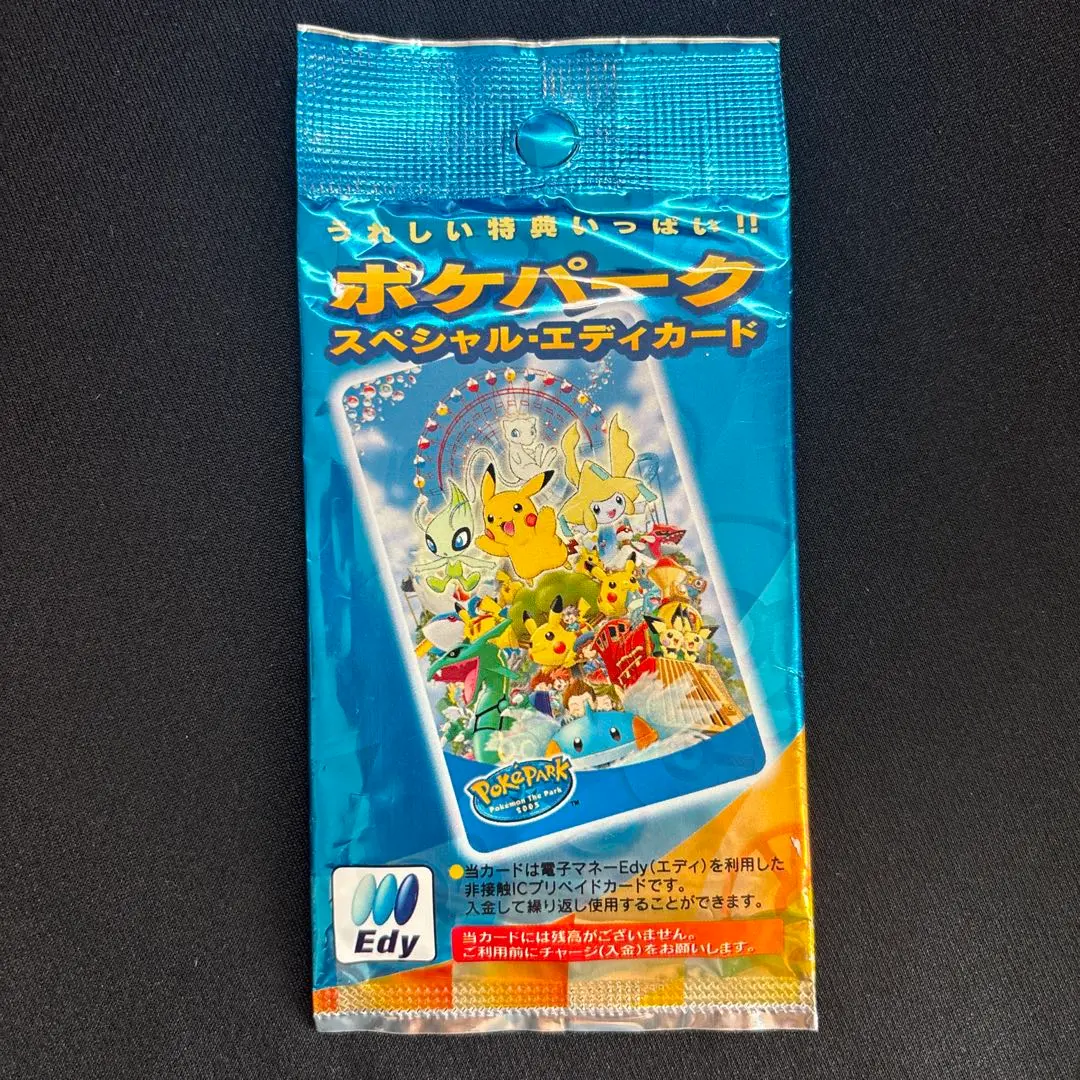 うれしい特典いっぱい!!
ポケパーク
スペシャル・エディカード
POKÉPARK
Pokémon The Park
2005
TM
●当カードは電子マネーEdy(エディ)を利用した
非接触ICプリペイドカードです。
入金して繰り返し使用することができます。
Edy
当カードには残高がございません。
ご利用前にチャージ(入金)をお願いします。